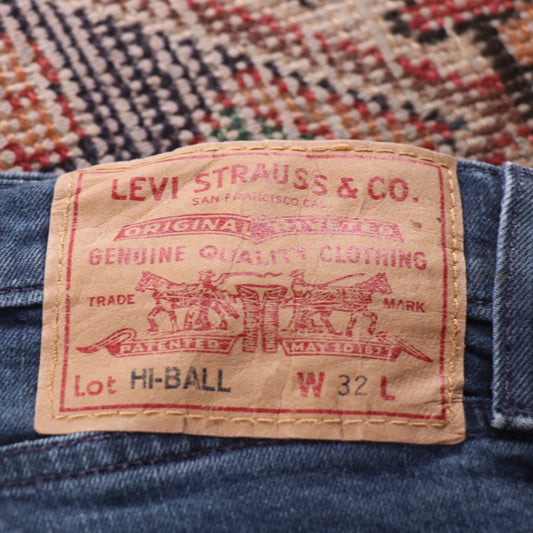 LEVI STRAUSS & CO.
SAN FRANCISCO, CAL
ORIGINAL RIVETED
GENUINE QUALITY CLOTHING
TRADE MARK
PATENTED MAY 20 187
Lot HI-BALL W 32 L